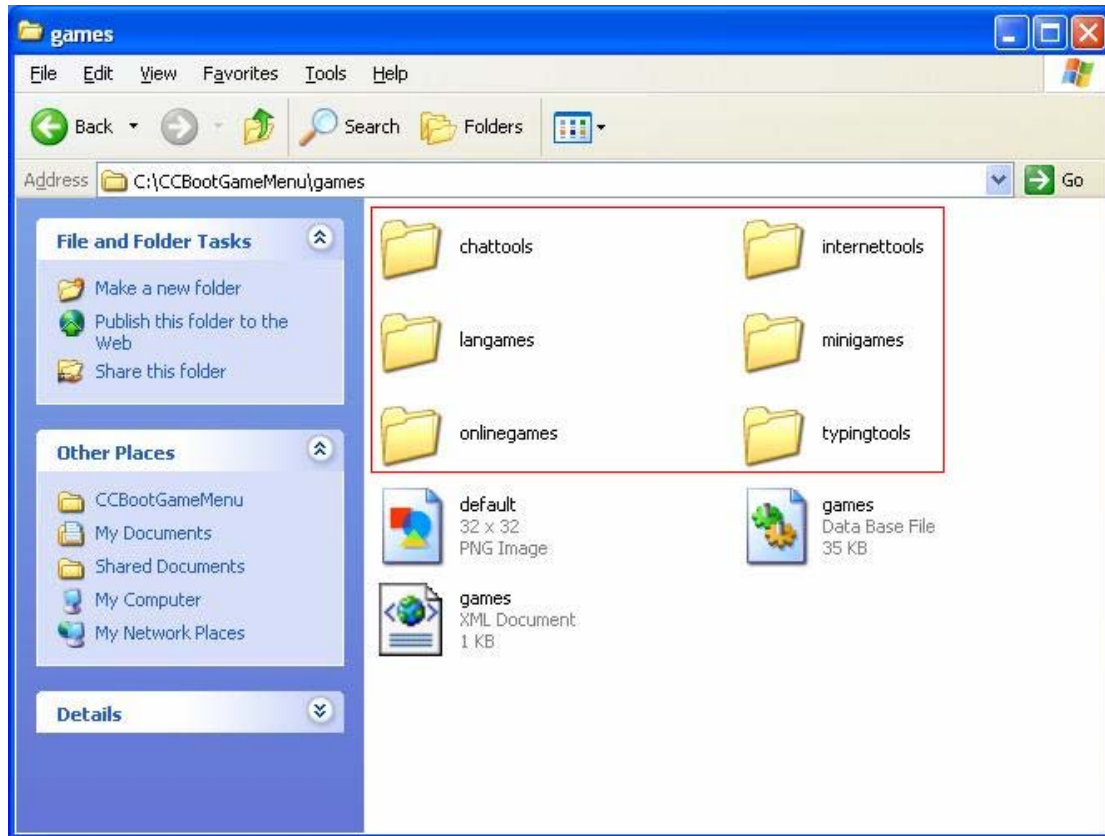 games
File Edit View Favorites Tools Help
Back Search Folders
Address C:\CCBootGameMenu\games Go
File and Folder Tasks
Make a new folder
Publish this folder to the
Web
Share this folder
Other Places
CCBootGameMenu
My Documents
Shared Documents
My Computer
My Network Places
Details
chattools internettools
langames minigames
onlinegames typingtools
default
32 x 32
PNG Image
games
Data Base File
35 KB
games
XML Document
1 KB